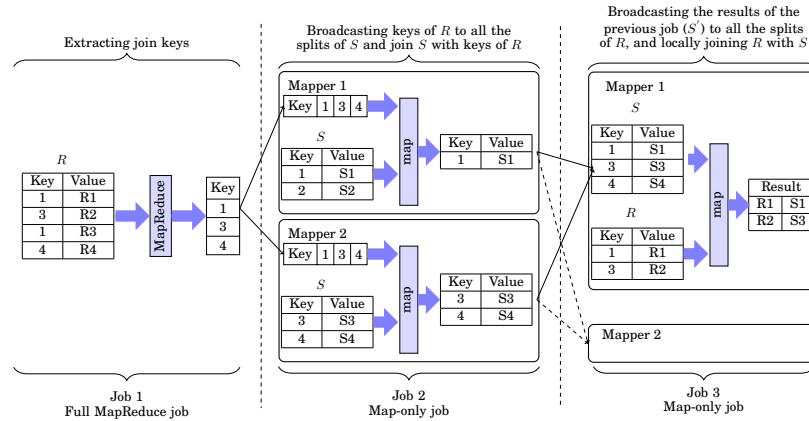 Extracting join keys
R
Key Value
1 R1
3 R2
1 R3
4 R4
MapReduce
Key
1
3
4
Job 1
Full MapReduce job
Broadcasting keys of R to all the
splits of S and join S with keys of R
Mapper 1
Key 1 3 4
S
Key Value
1 S1
2 S2
map
Key Value
1 S1
Mapper 2
Key 1 3 4
S
Key Value
3 S3
4 S4
map
Key Value
3 S3
4 S4
Job 2
Map-only job
Broadcasting the results of the
previous job (S′) to all the splits
of R, and locally joining R with S
Mapper 1
S
Key Value
1 S1
3 S3
4 S4
R
Key Value
1 R1
3 R2
map
Result
R1 S1
R2 S3
Mapper 2
Job 3
Map-only job